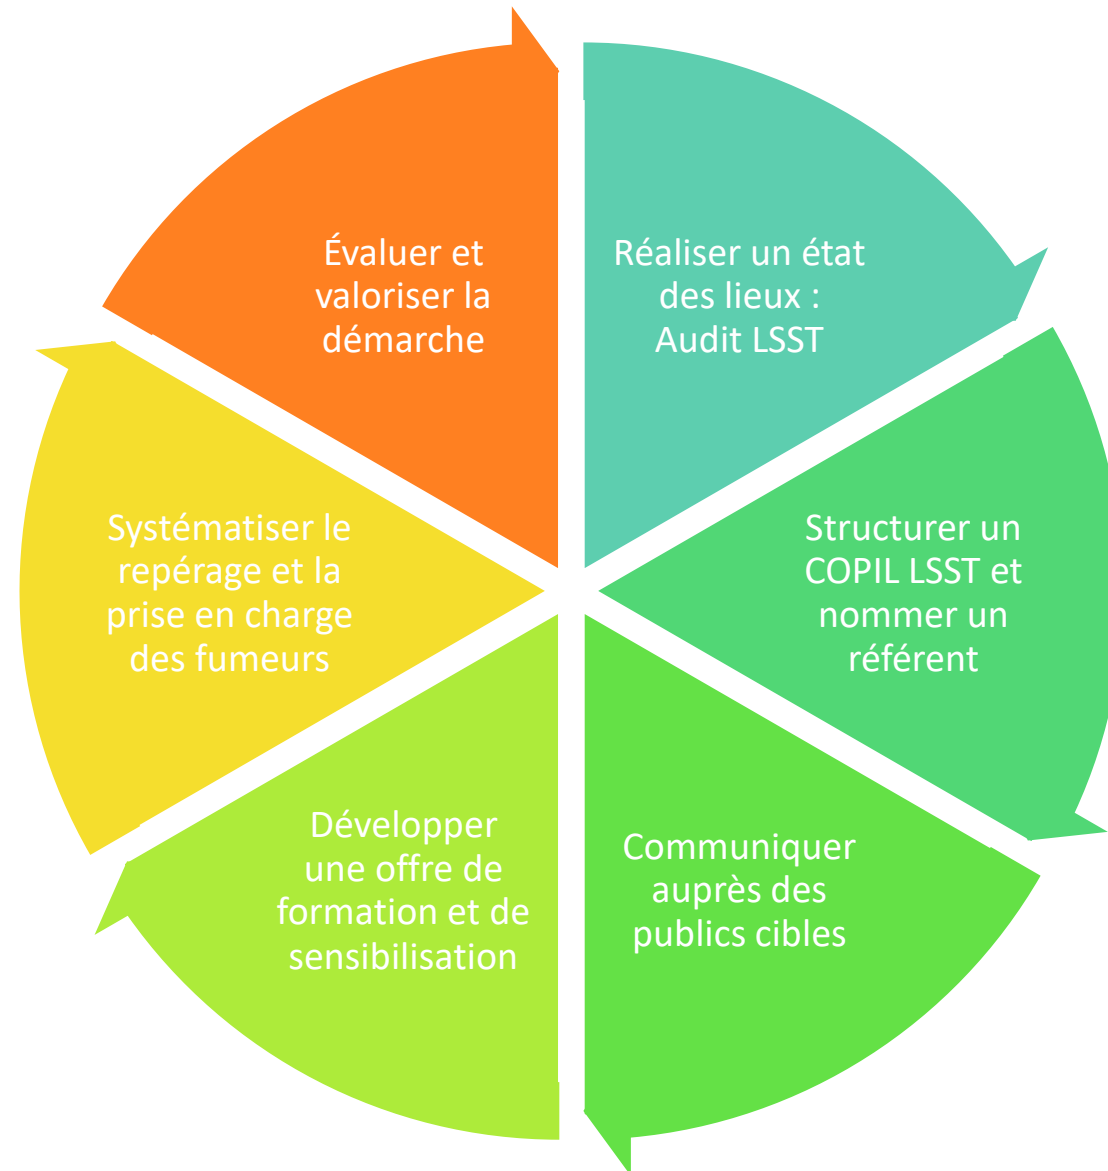 Réaliser un état
des lieux :
Audit LSST
Structurer un
COPIL LSST et
nommer un
référent
Communiquer
auprès des
publics cibles
Développer
une offre de
formation et de
sensibilisation
Systématiser le
repérage et la
prise en charge
des fumeurs
Évaluer et
valoriser la
démarche